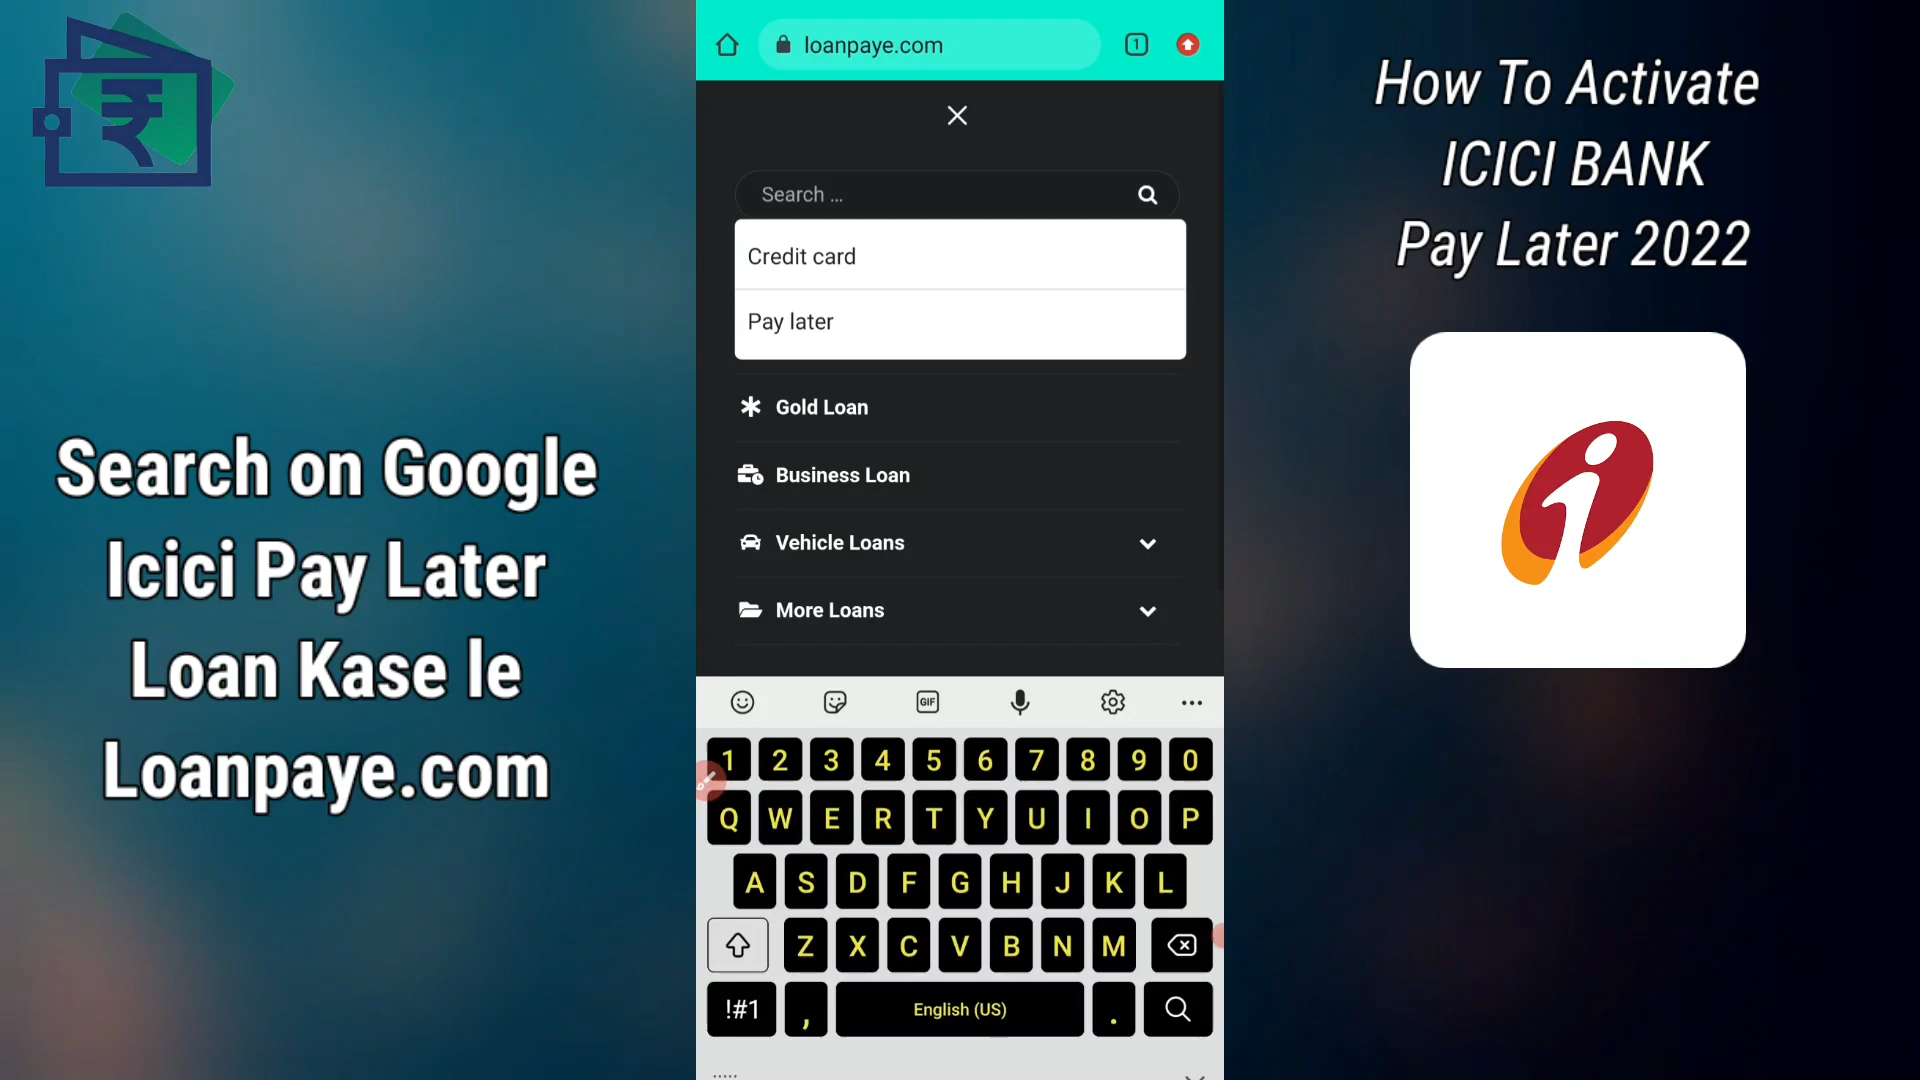 Search on Google
Icici Pay Later
Loan Kase le
Loanpaye.com
loanpaye.com
1
Search ...
Credit card
Pay later
Gold Loan
Business Loan
Vehicle Loans
More Loans
GIF
1 2 3 4 5 6 7 8 9 0
Q W E R T Y U I O P
A S D F G H J K L
Z X C V B N M
!#1 , English (US) .
How To Activate
ICICI BANK
Pay Later 2022